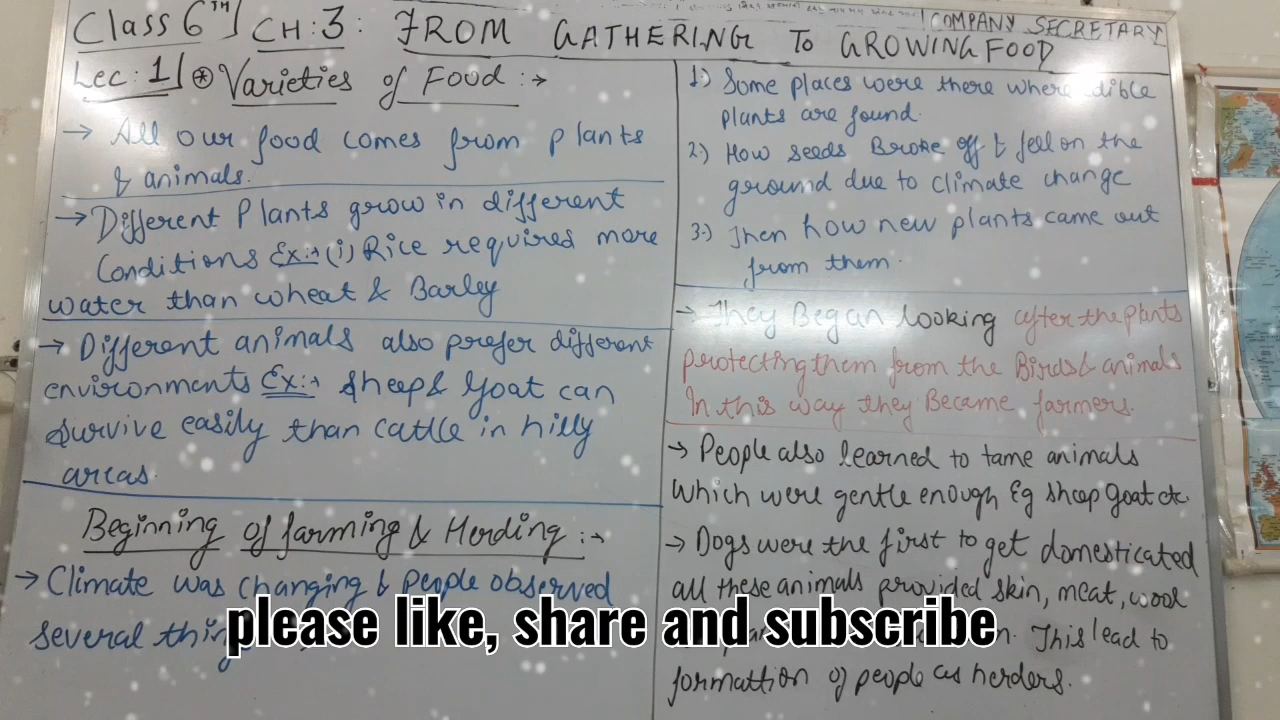 Class 6TH CH:3: FROM GATHERING TO GROWING FOOD
COMPANY SECRETARY
Lec:1 ⊛ Varieties of Food :→
→ All our food comes from plants
& animals.
→ Different Plants grow in different
Conditions Ex:→ (i) Rice required more
water than wheat & Barley
→ Different animals also prefer different
environments Ex:→ Sheep & Goat can
survive easily than cattle in hilly
areas.
Beginning of farming & Herding :→
→ Climate was changing & people observed
several
1.) Some places were there where dible
plants are found.
2.) How seeds Broke off & fell on the
ground due to climate change
3.) Then how new plants came out
from them.
→ They Began looking after the plants
protecting them from the Birds & animals
In this way they Became farmers.
→ People also learned to tame animals
which were gentle enough Eg sheep goat etc.
→ Dogs were the first to get domesticated
all these animals provided skin, meat, wool
This lead to
formattion of people as herders.
please like, share and subscribe